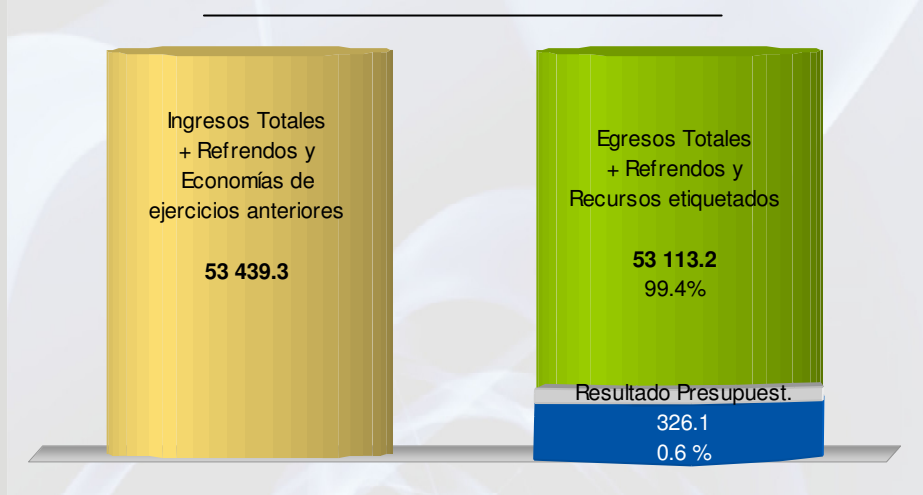 Ingresos Totales
+ Refrendos y
Economías de
ejercicios anteriores
53 439.3
Egresos Totales
+ Refrendos y
Recursos etiquetados
53 113.2
99.4%
Resultado Presupuest.
326.1
0.6 %